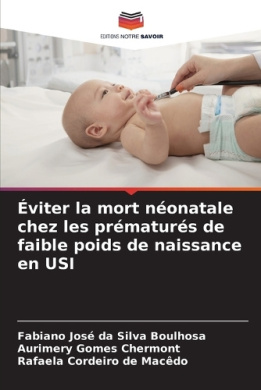 EDITIONS NOTRE SAVOIR
Éviter la mort néonatale
chez les prématurés de
faible poids de naissance
en USI
Fabiano José da Silva Boulhosa
Aurimery Gomes Chermont
Rafaela Cordeiro de Macêdo